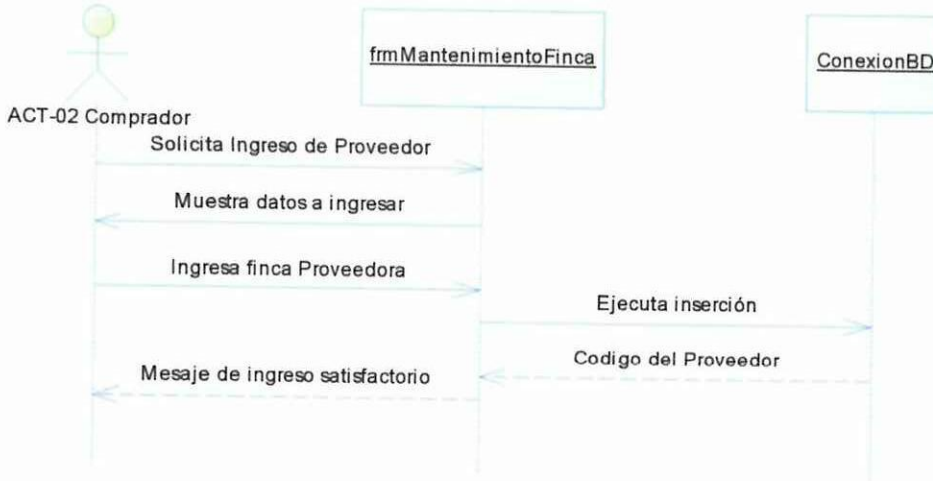 frmMantenimientoFinca
ConexionBD
ACT-02 Comprador
Solicita Ingreso de Proveedor
Muestra datos a ingresar
Ingresa finca Proveedora
Ejecuta inserción
Codigo del Proveedor
Mesaje de ingreso satisfactorio